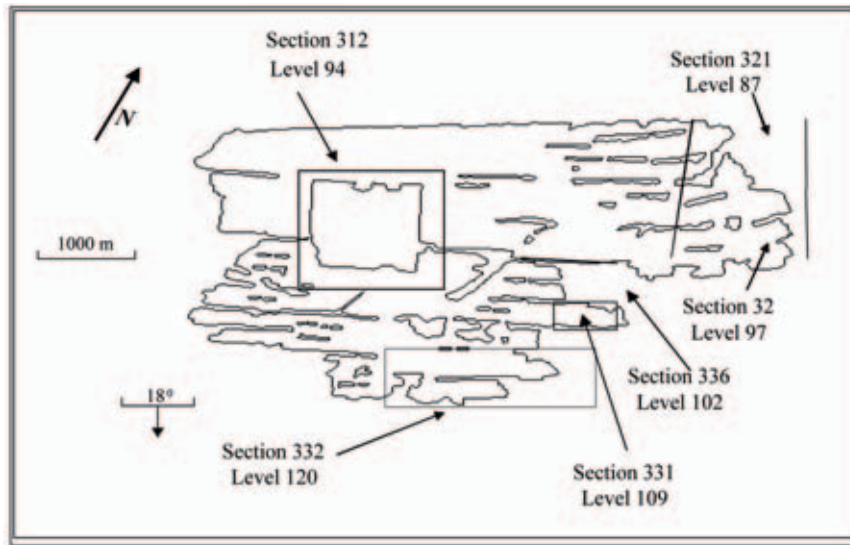 Section 312
Level 94
Section 321
Level 87
N
1000 m
Section 32
Level 97
Section 336
Level 102
18º
Section 332
Level 120
Section 331
Level 109